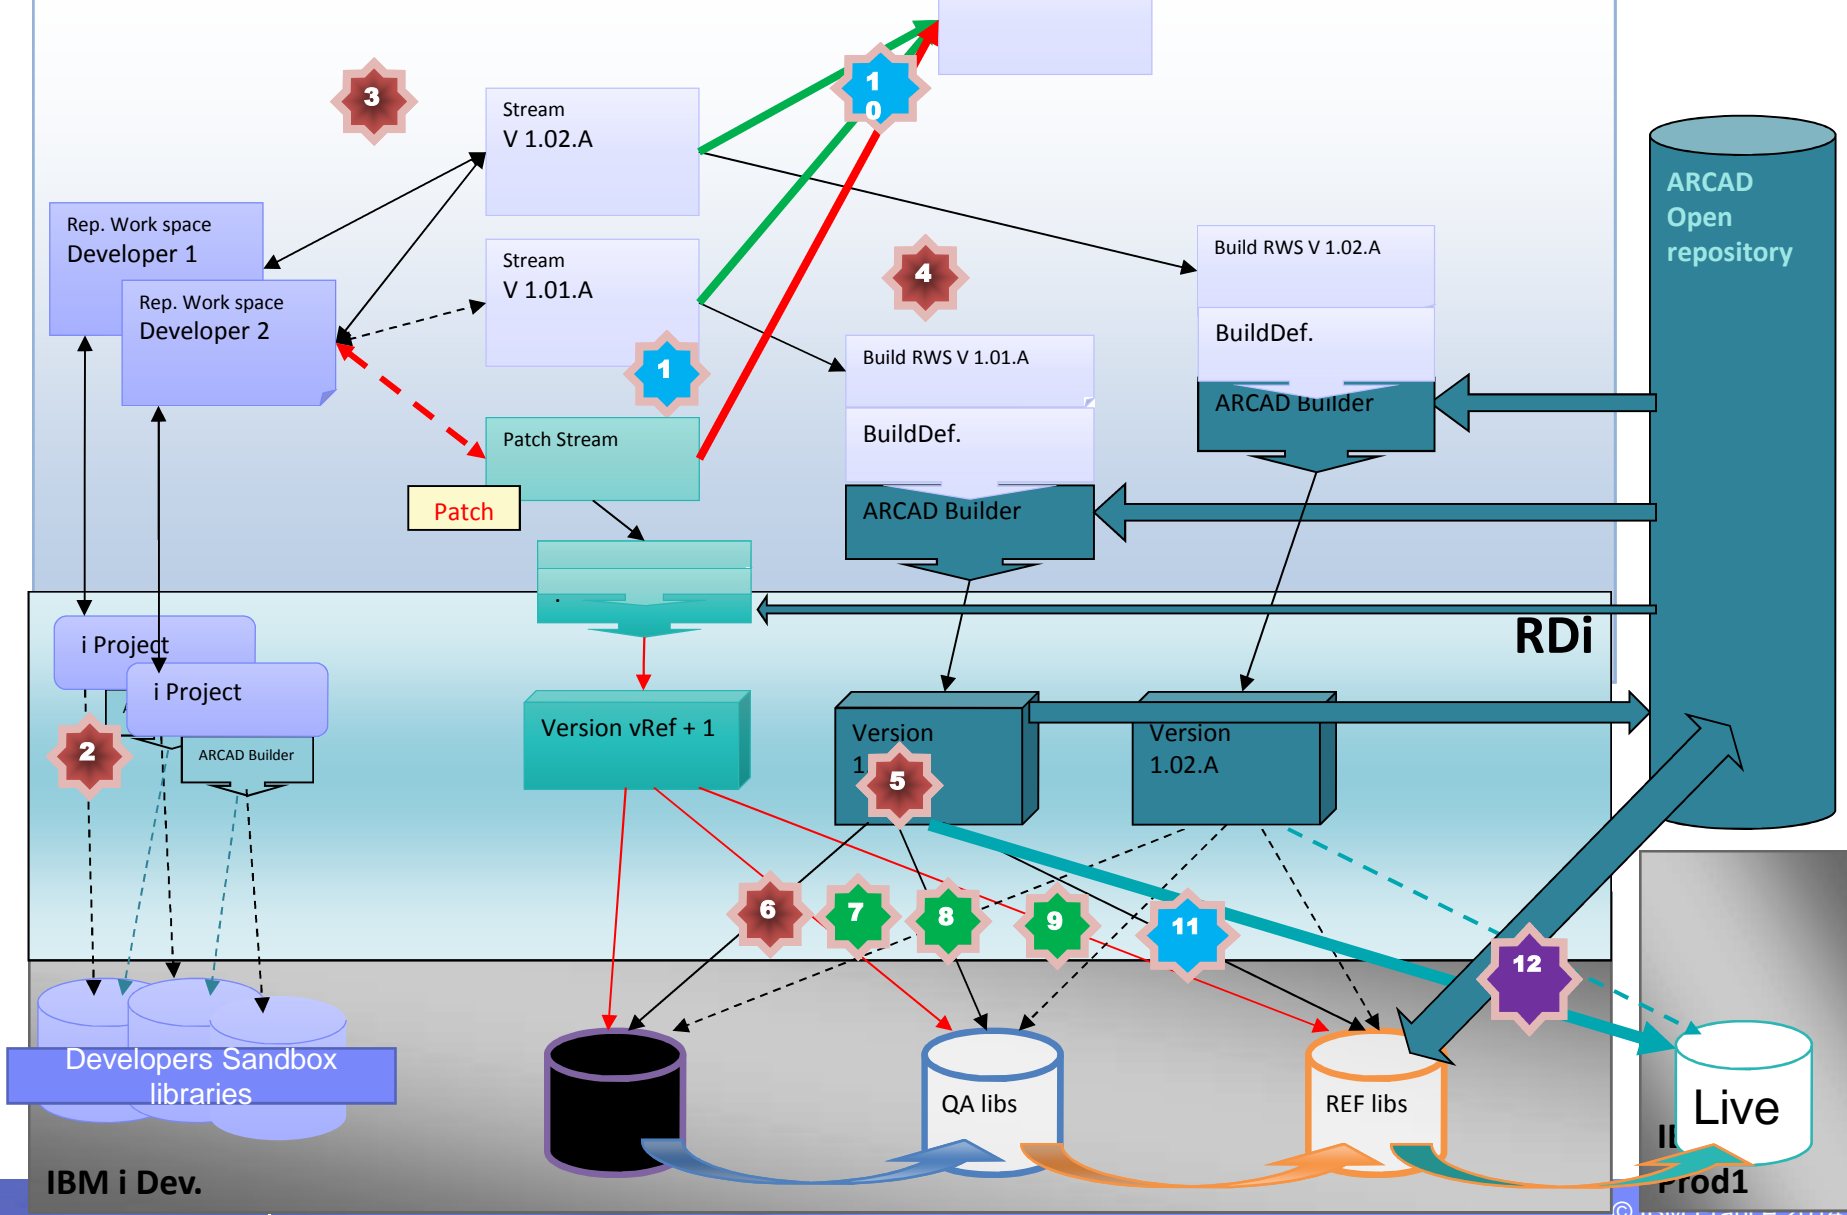 3
1
0
Stream
V 1.02.A
ARCAD
Open
repository
Rep. Work space
Developer 1
Stream
V 1.01.A
4
Build RWS V 1.02.A
Rep. Work space
Developer 2
BuildDef.
1
Build RWS V 1.01.A
ARCAD Builder
Patch Stream
BuildDef.
Patch
ARCAD Builder
.
RDi
i Project
i Project
2
ARCAD Builder
Version vRef + 1
Version
1.
5
Version
1.02.A
6
7
8
9
11
12
Developers Sandbox
libraries
QA libs
REF libs
Live
IBM i Dev.
Prod1
©